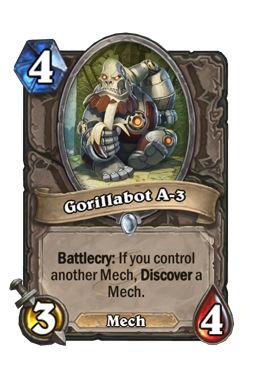 4
Gorillabot A-3
Battlecry: If you control
another Mech, Discover a
Mech.
3
Mech
4